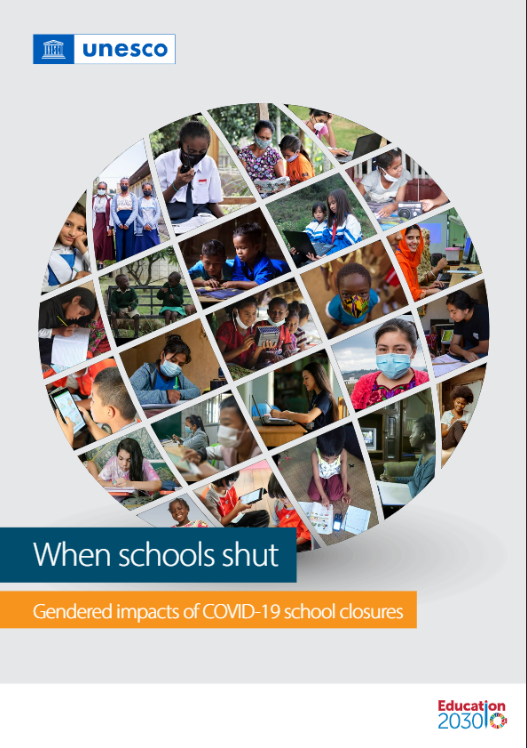 unesco
When schools shut
Gendered impacts of COVID-19 school closures
Education
2030